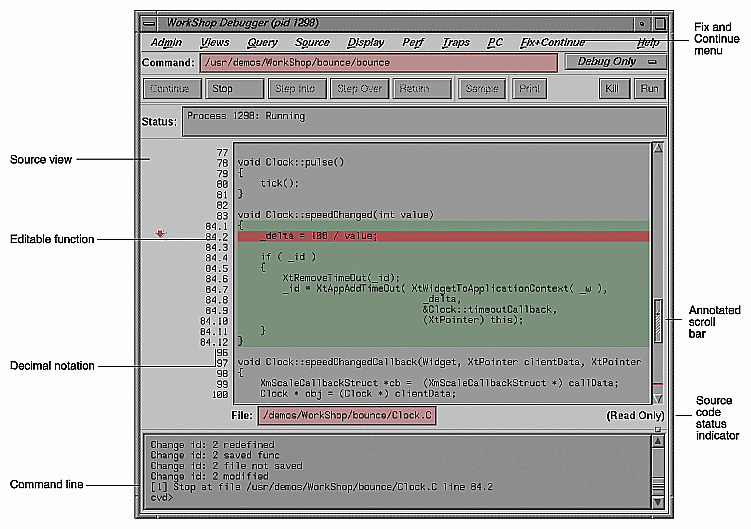 WorkShop Debugger (pid 1298)
Admin Views Query Source Display Perf Traps PC Fix+Continue Help
Fix and
Continue
menu
Command: /usr/demos/WorkShop/bounce/bounce Debug Only
Continue Stop Step Into Step Over Return Sample Print Kill Run
Status: Process 1298: Running
Source view
77
78 void Clock::pulse()
79 {
80 tick();
81 }
82
83 void Clock::speedChanged(int value)
84.1 {
Editable function
84.2 _delta = 100 / value;
84.3
84.4 if ( _id )
84.5 {
84.6 XtRemoveTimeOut(_id);
84.7 _id = XtAppAddTimeOut( XtWidgetToApplicationContext( _w ),
84.8 _delta,
84.9 &Clock::timeoutCallback,
84.10 (XtPointer) this);
84.11 }
84.12 }
Annotated
scroll
bar
Decimal notation
96
97 void Clock::speedChangedCallback(Widget, XtPointer clientData, XtPointer
98 {
99 XmScaleCallbackStruct *cb = (XmScaleCallbackStruct *) callData;
100 Clock * obj = (Clock *) clientData;
File: /demos/WorkShop/bounce/Clock.C (Read Only)
Source
code
status
indicator
Change id: 2 redefined
Change id: 2 saved func
Change id: 2 file not saved
Change id: 2 modified
Command line
[1] Stop at file /usr/demos/WorkShop/bounce/Clock.C line 84.2
cvd>